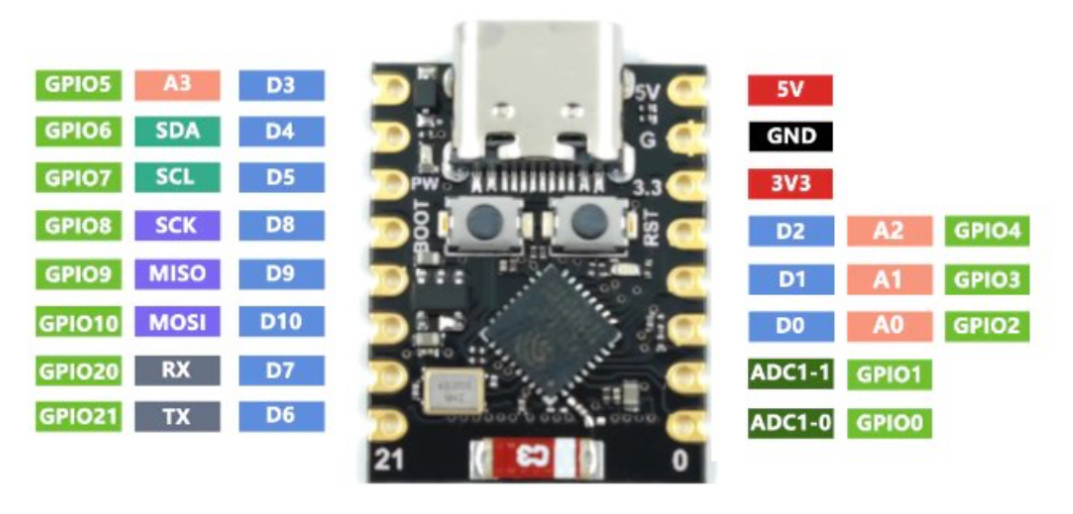 GPIO5 A3 D3
GPIO6 SDA D4
GPIO7 SCL D5
GPIO8 SCK D8
GPIO9 MISO D9
GPIO10 MOSI D10
GPIO20 RX D7
GPIO21 TX D6
5V
G
PW
3.3
BOOT
RST
21
C3
0
5V
GND
3V3
D2 A2 GPIO4
D1 A1 GPIO3
D0 A0 GPIO2
ADC1-1 GPIO1
ADC1-0 GPIO0